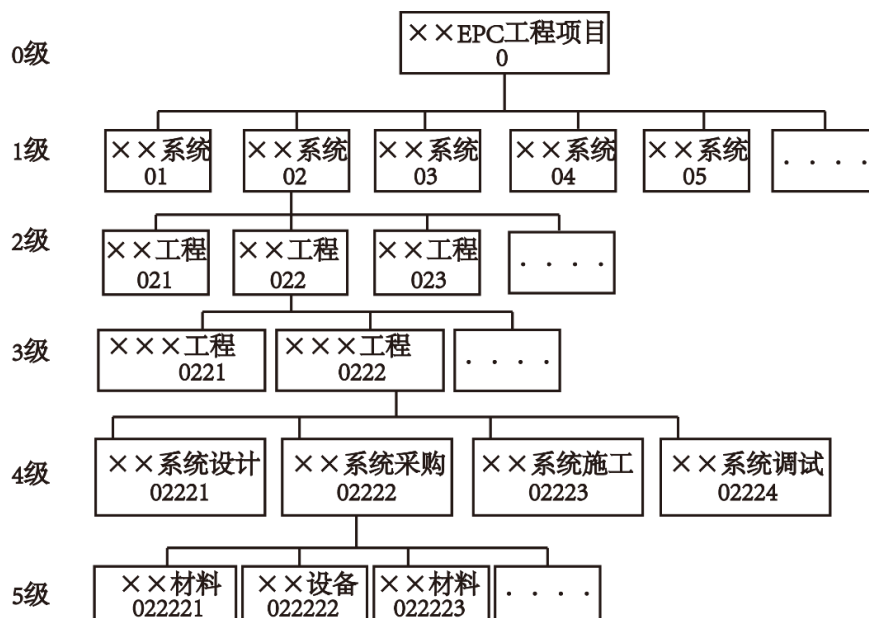 ××EPC工程项目
0级
0
1级
××系统
××系统
××系统
××系统
××系统
....
01
02
03
04
05
2级
××工程
××工程
××工程
....
021
022
023
3级
×××工程
×××工程
....
0221
0222
4级
××系统设计
××系统采购
××系统施工
××系统调试
02221
02222
02223
02224
5级
××材料
××设备
××材料
....
022221
022222
022223